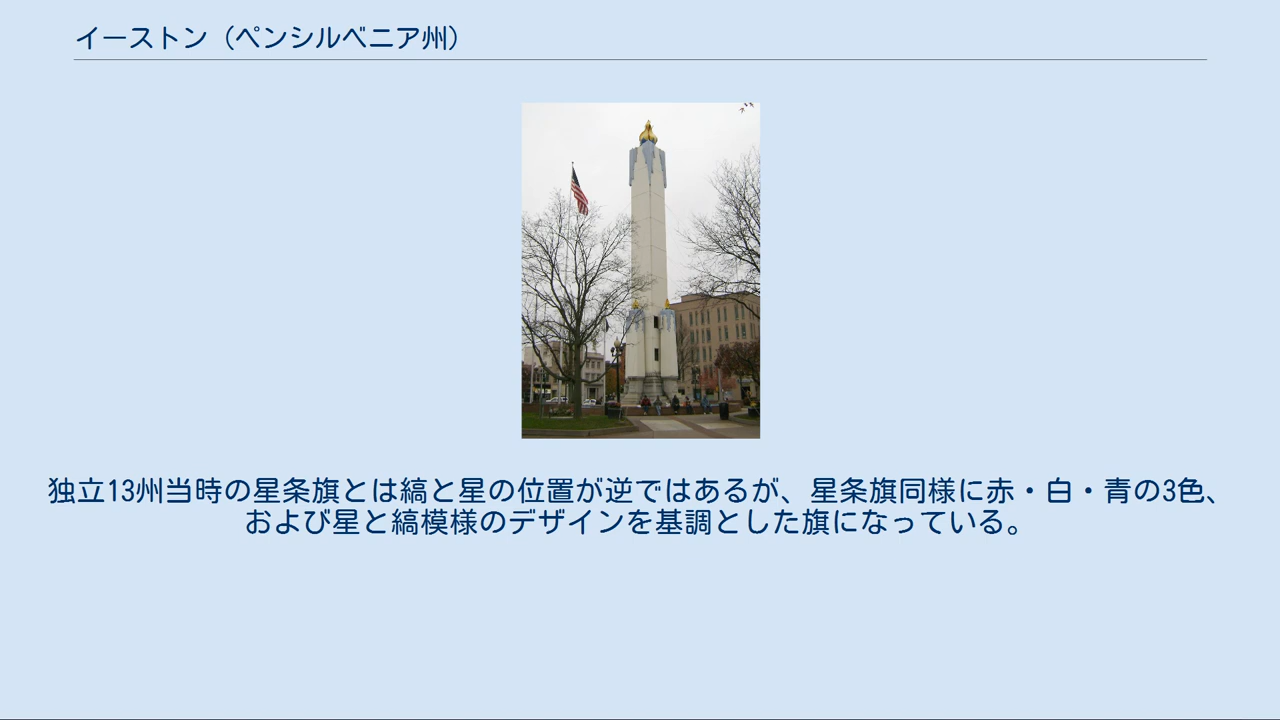 イーストン（ペンシルベニア州）
独立13州当時の星条旗とは縞と星の位置が逆ではあるが、星条旗同様に赤・白・青の3色、
および星と縞模様のデザインを基調とした旗になっている。